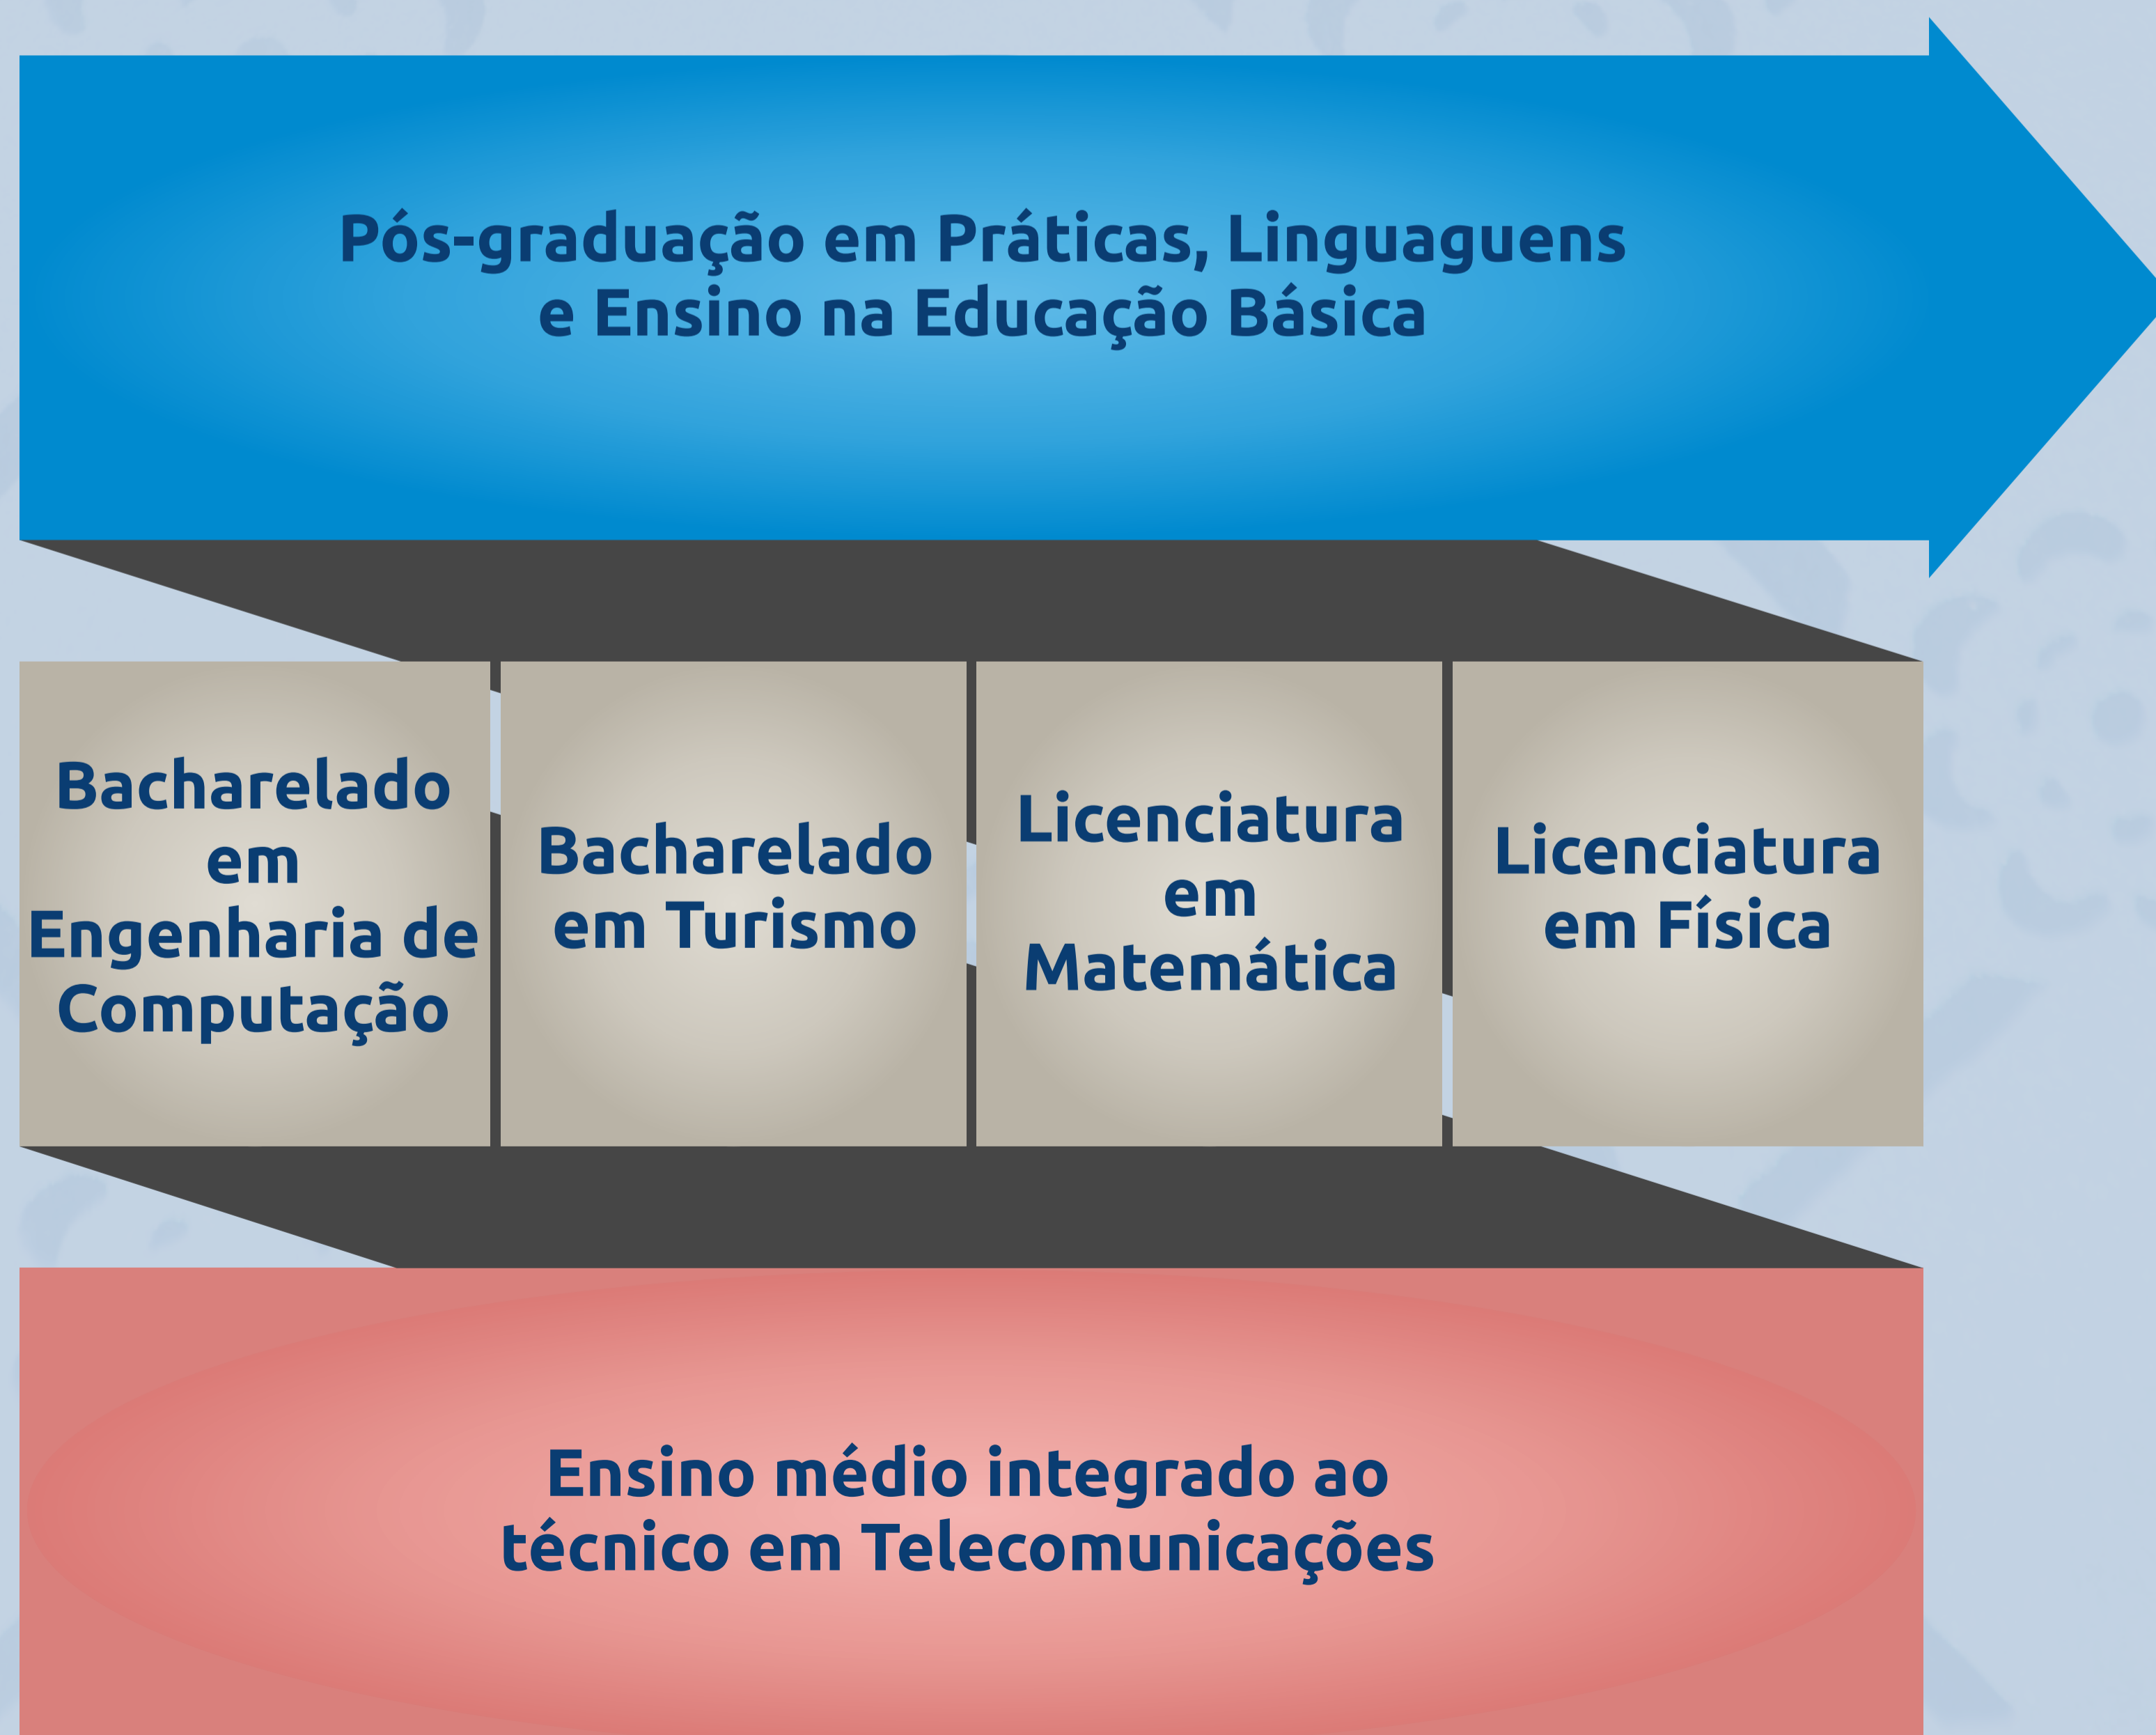 Pós-graduação em Práticas, Linguaguens
e Ensino na Educação Básica
Bacharelado
em
Engenharia de
Computação
Bacharelado
em Turismo
Licenciatura
em
Matemática
Licenciatura
em Física
Ensino médio integrado ao
técnico em Telecomunicações